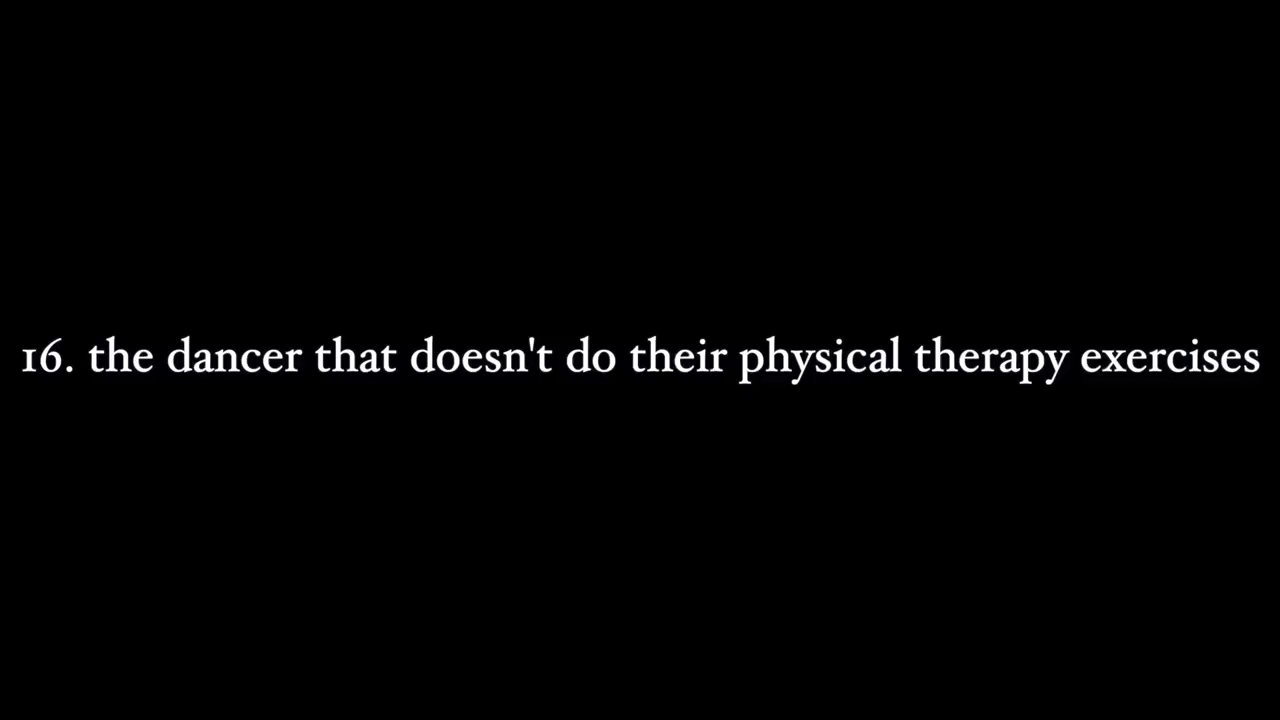 16. the dancer that doesn't do their physical therapy exercises